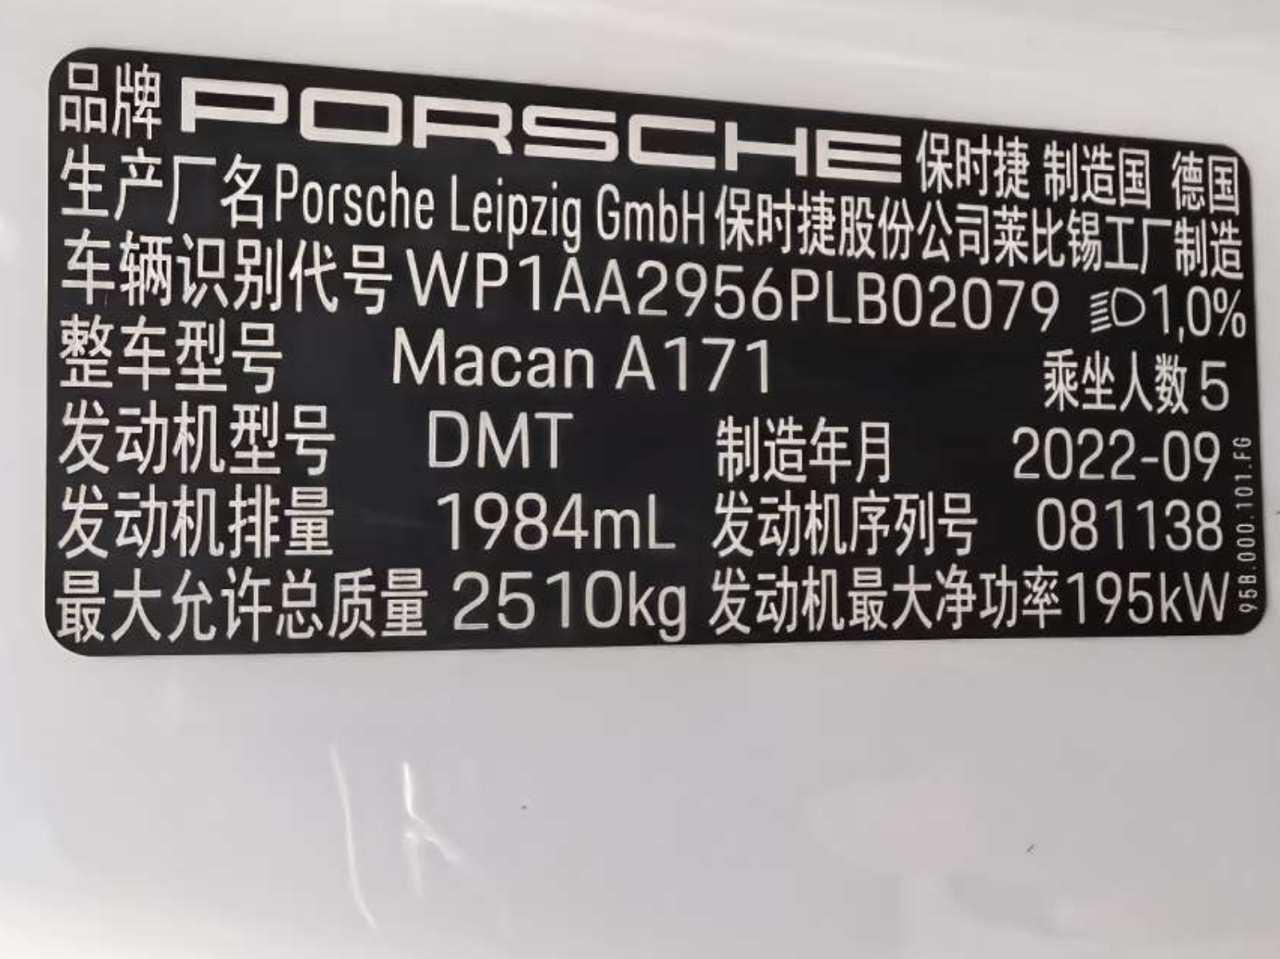 品牌 PORSCHE 保时捷 制造国 德国
生产厂名 Porsche Leipzig GmbH 保时捷股份公司莱比锡工厂制造
车辆识别代号 WP1AA2956PLB02079 1,0%
整车型号 Macan A171 乘坐人数 5
发动机型号 DMT 制造年月 2022-09
发动机排量 1984mL 发动机序列号 081138
最大允许总质量 2510kg 发动机最大净功率 195kW
95B.000.101.FG